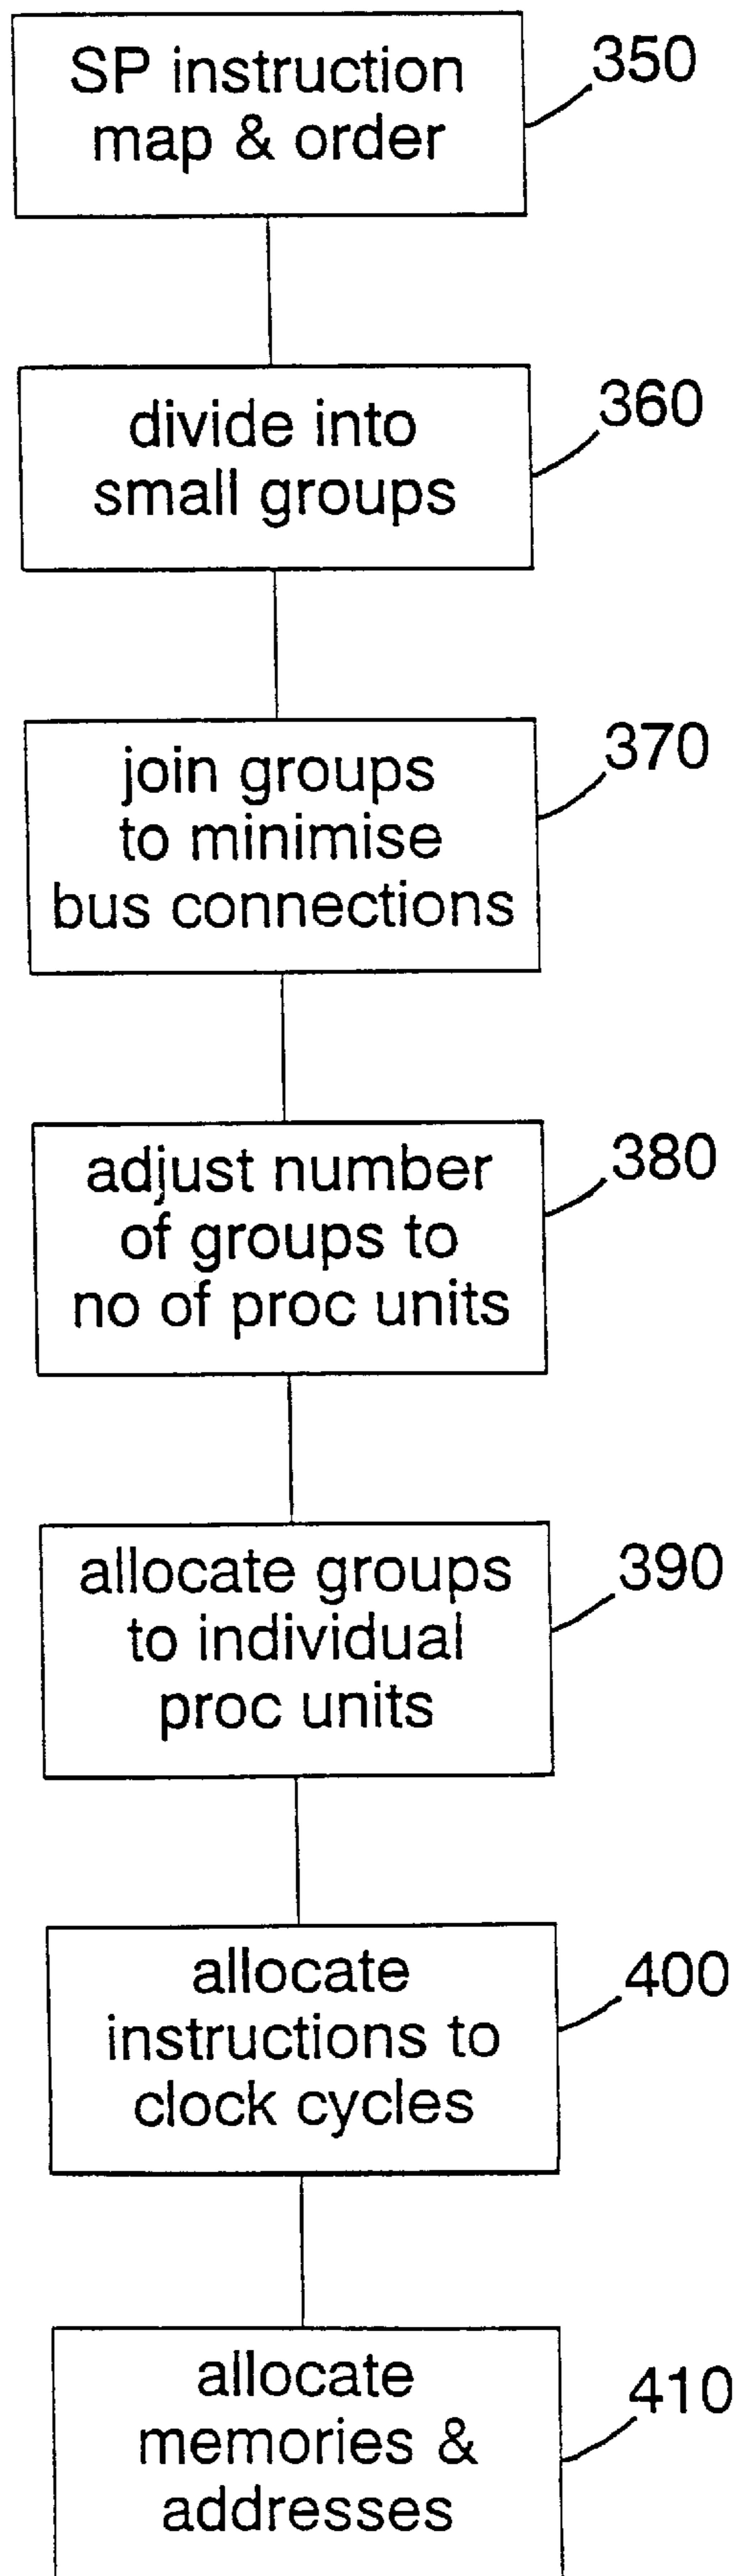 SP instruction
map & order
350
divide into
small groups
360
join groups
to minimise
bus connections
370
adjust number
of groups to
no of proc units
380
allocate groups
to individual
proc units
390
allocate
instructions to
clock cycles
400
allocate
memories &
addresses
410